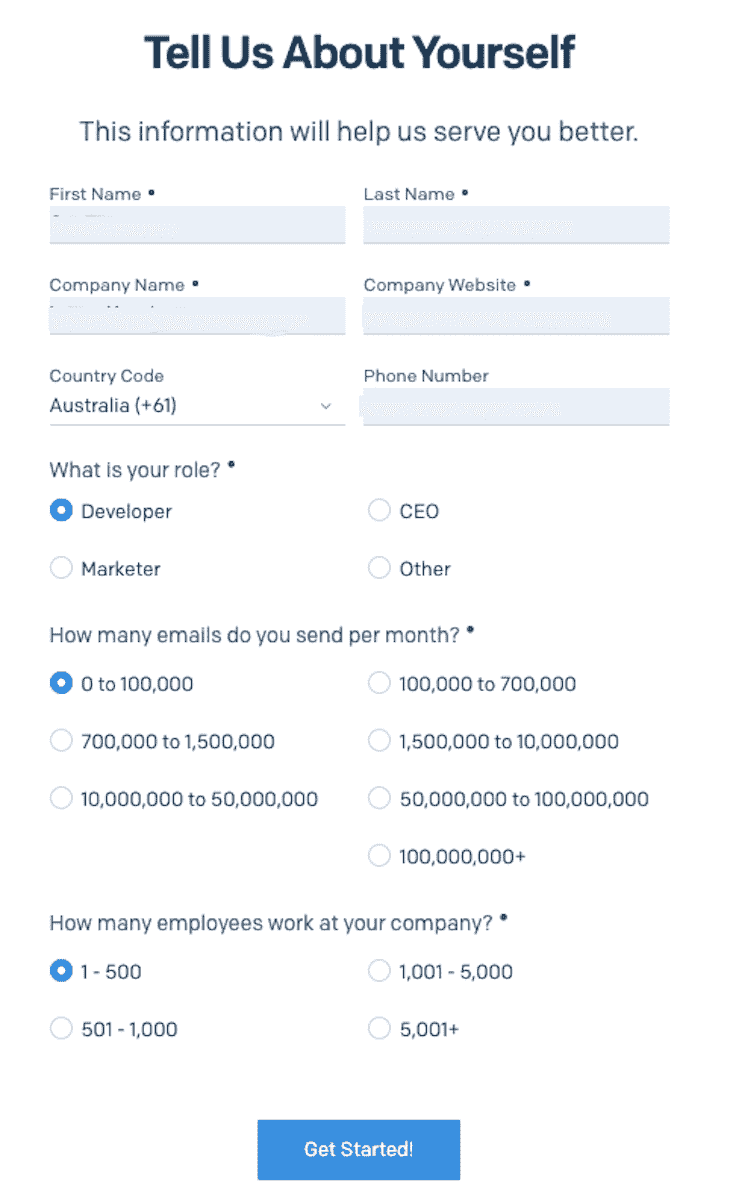 Tell Us About Yourself
This information will help us serve you better.
First Name • Last Name •
Company Name • Company Website •
Country Code Phone Number
Australia (+61)
What is your role? •
Developer CEO
Marketer Other
How many emails do you send per month? •
0 to 100,000 100,000 to 700,000
700,000 to 1,500,000 1,500,000 to 10,000,000
10,000,000 to 50,000,000 50,000,000 to 100,000,000
100,000,000+
How many employees work at your company? •
1 - 500 1,001 - 5,000
501 - 1,000 5,001+
Get Started!